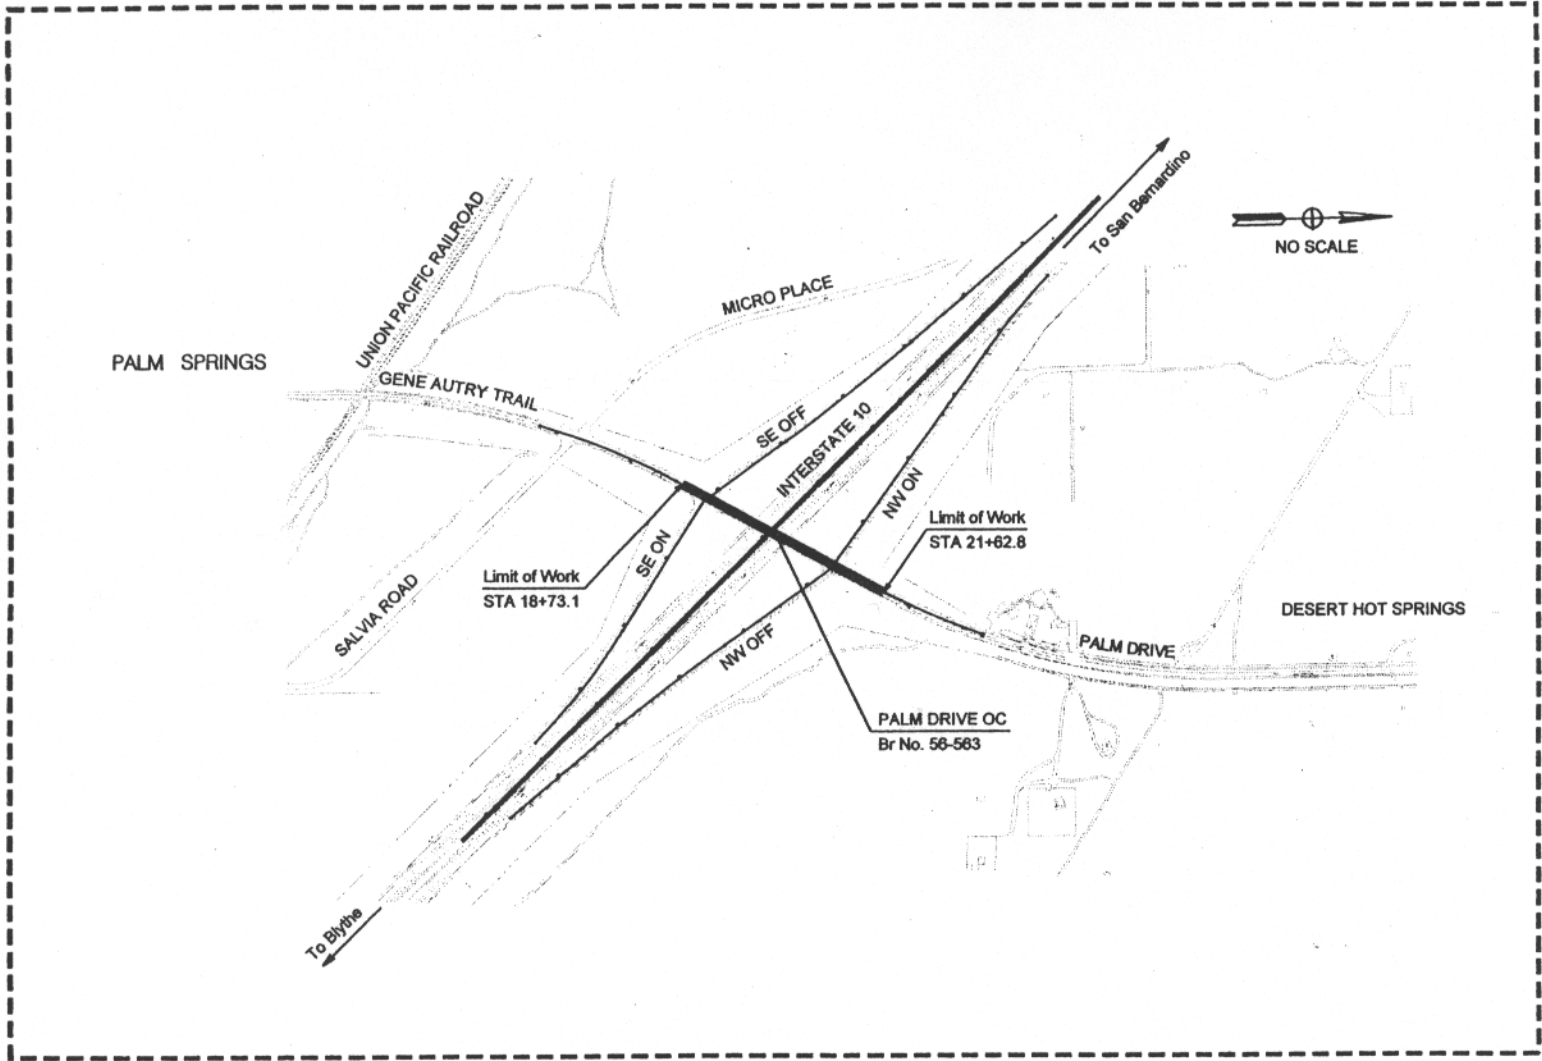 To San Bernardino
NO SCALE
UNION PACIFIC RAILROAD
MICRO PLACE
PALM SPRINGS
GENE AUTRY TRAIL
SE OFF
INTERSTATE 10
NW ON
Limit of Work
STA 21+62.8
SE ON
Limit of Work
STA 18+73.1
SALVIA ROAD
DESERT HOT SPRINGS
NW OFF
PALM DRIVE
PALM DRIVE OC
Br No. 56-563
To Blythe